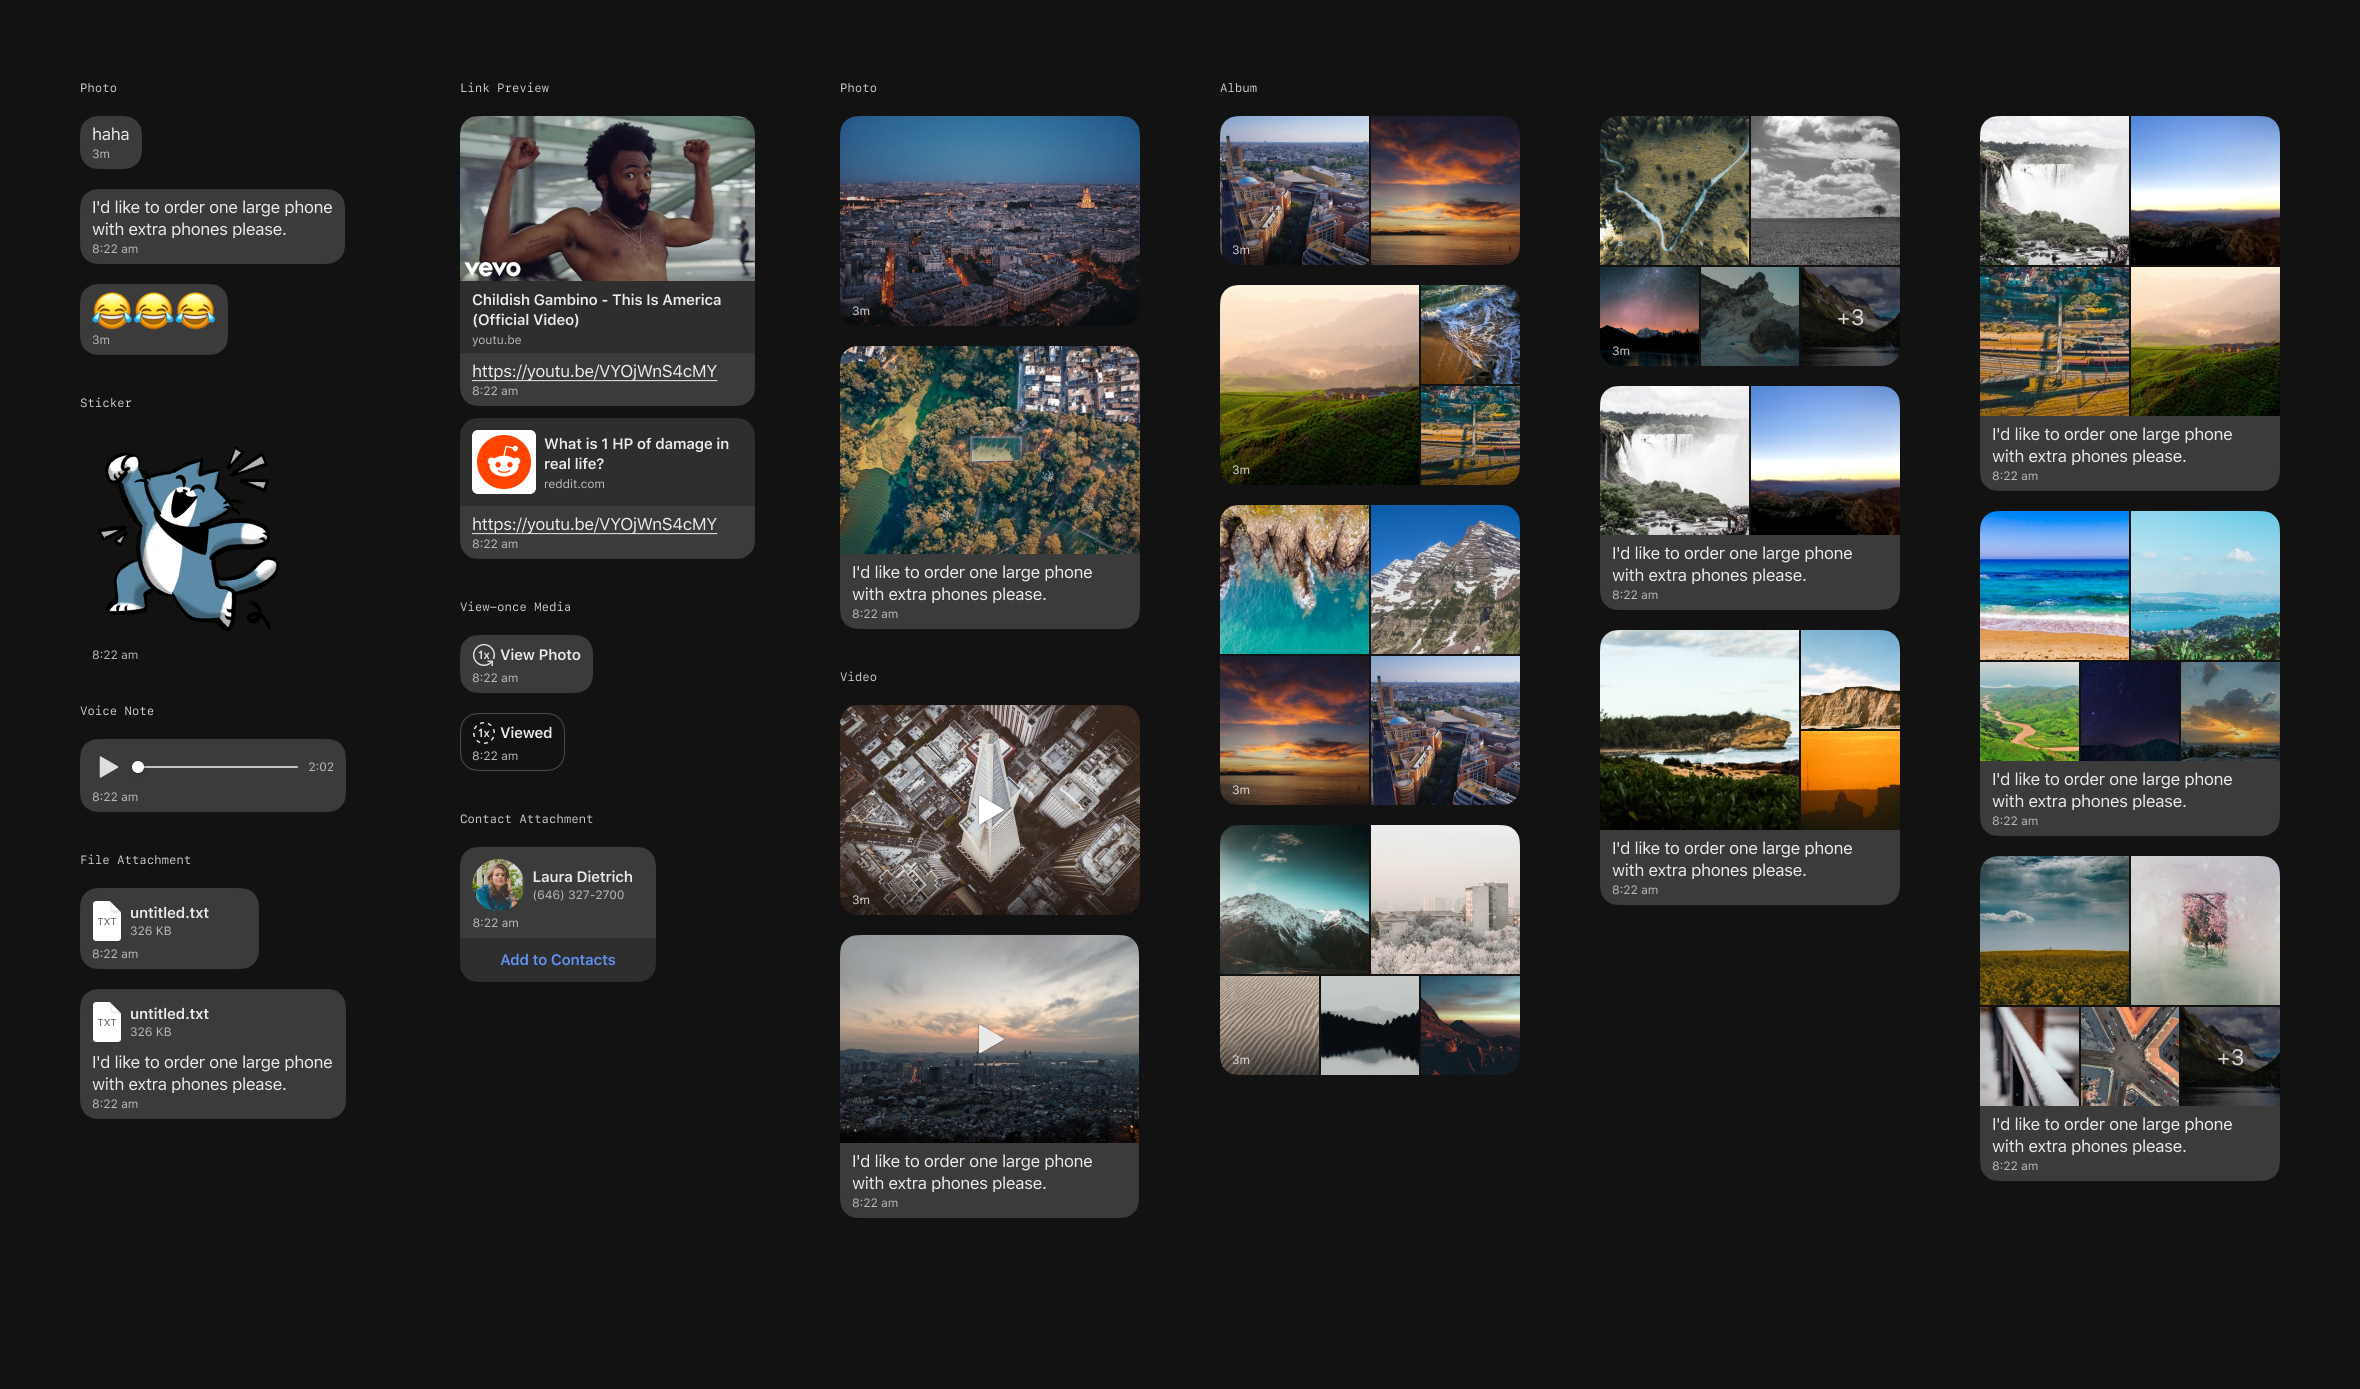 Photo
haha
3m
I'd like to order one large phone
with extra phones please.
8:22 am
3m
Sticker
8:22 am
Voice Note
2:02
8:22 am
File Attachment
TXT
untitled.txt
326 KB
8:22 am
TXT
untitled.txt
326 KB
I'd like to order one large phone
with extra phones please.
8:22 am
Link Preview
vevo
Childish Gambino - This Is America
(Official Video)
youtu.be
https://youtu.be/VYOjWnS4cMY
8:22 am
What is 1 HP of damage in
real life?
reddit.com
https://youtu.be/VYOjWnS4cMY
8:22 am
View-once Media
1x View Photo
8:22 am
1x Viewed
8:22 am
Contact Attachment
Laura Dietrich
(646) 327-2700
8:22 am
Add to Contacts
Photo
3m
I'd like to order one large phone
with extra phones please.
8:22 am
Video
3m
I'd like to order one large phone
with extra phones please.
8:22 am
Album
3m
3m
3m
3m
+3
3m
I'd like to order one large phone
with extra phones please.
8:22 am
I'd like to order one large phone
with extra phones please.
8:22 am
I'd like to order one large phone
with extra phones please.
8:22 am
I'd like to order one large phone
with extra phones please.
8:22 am
+3
I'd like to order one large phone
with extra phones please.
8:22 am